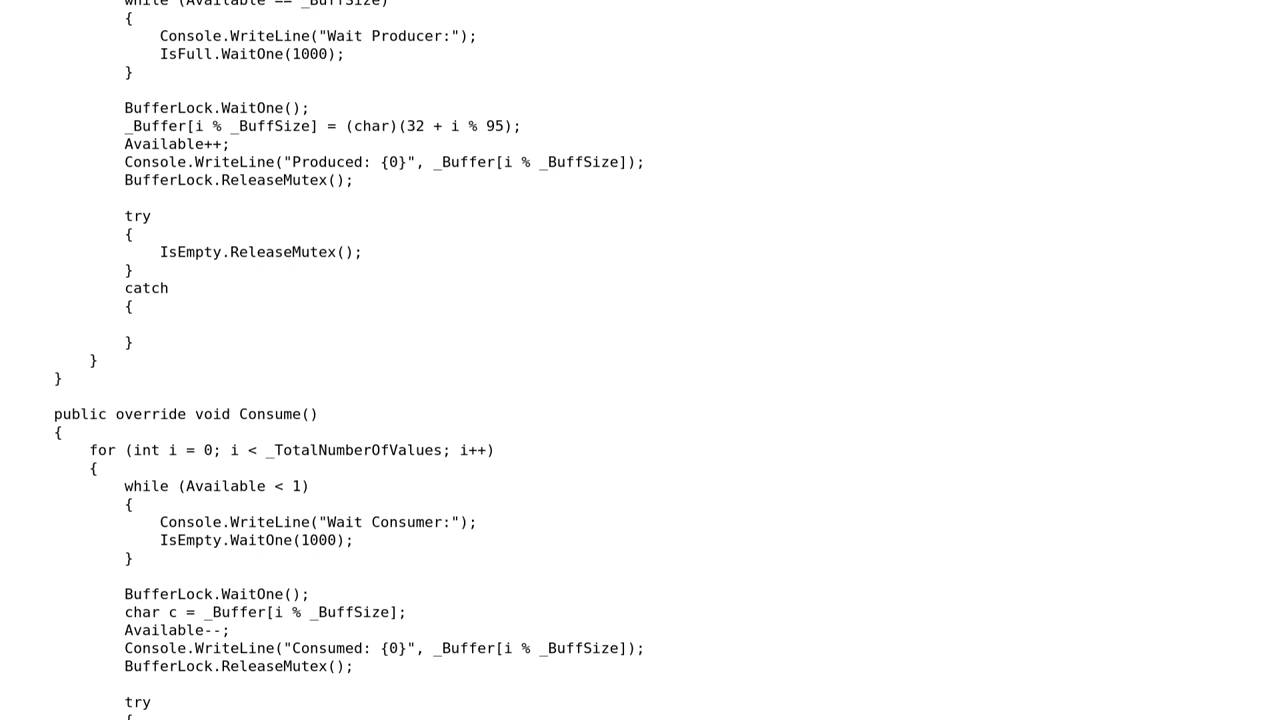 while (Available == _BuffSize)
{
Console.WriteLine("Wait Producer:");
IsFull.WaitOne(1000);
}
BufferLock.WaitOne();
_Buffer[i % _BuffSize] = (char)(32 + i % 95);
Available++;
Console.WriteLine("Produced: {0}", _Buffer[i % _BuffSize]);
BufferLock.ReleaseMutex();
try
{
IsEmpty.ReleaseMutex();
}
catch
{
}
}
}
public override void Consume()
{
for (int i = 0; i < _TotalNumberOfValues; i++)
{
while (Available < 1)
{
Console.WriteLine("Wait Consumer:");
IsEmpty.WaitOne(1000);
}
BufferLock.WaitOne();
char c = _Buffer[i % _BuffSize];
Available--;
Console.WriteLine("Consumed: {0}", _Buffer[i % _BuffSize]);
BufferLock.ReleaseMutex();
try
{